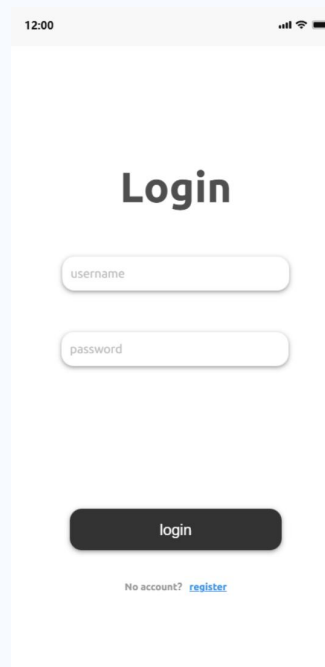 12:00
Login
username
password
login
No account? register